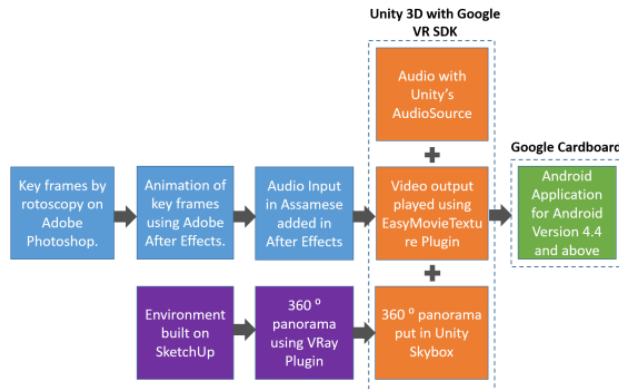 Unity 3D with Google
VR SDK
Audio with
Unity's
AudioSource
Google Cardboard
Key frames by
rotoscopy on
Adobe
Photoshop.
Animation of
key frames
using Adobe
After Effects.
Audio Input
in Assamese
added in
After Effects
Video output
played using
EasyMovieTextu
re Plugin
Android
Application
for Android
Version 4.4
and above
Environment
built on
SketchUp
360 ⁰
panorama
using VRay
Plugin
360 ⁰ panorama
put in Unity
Skybox